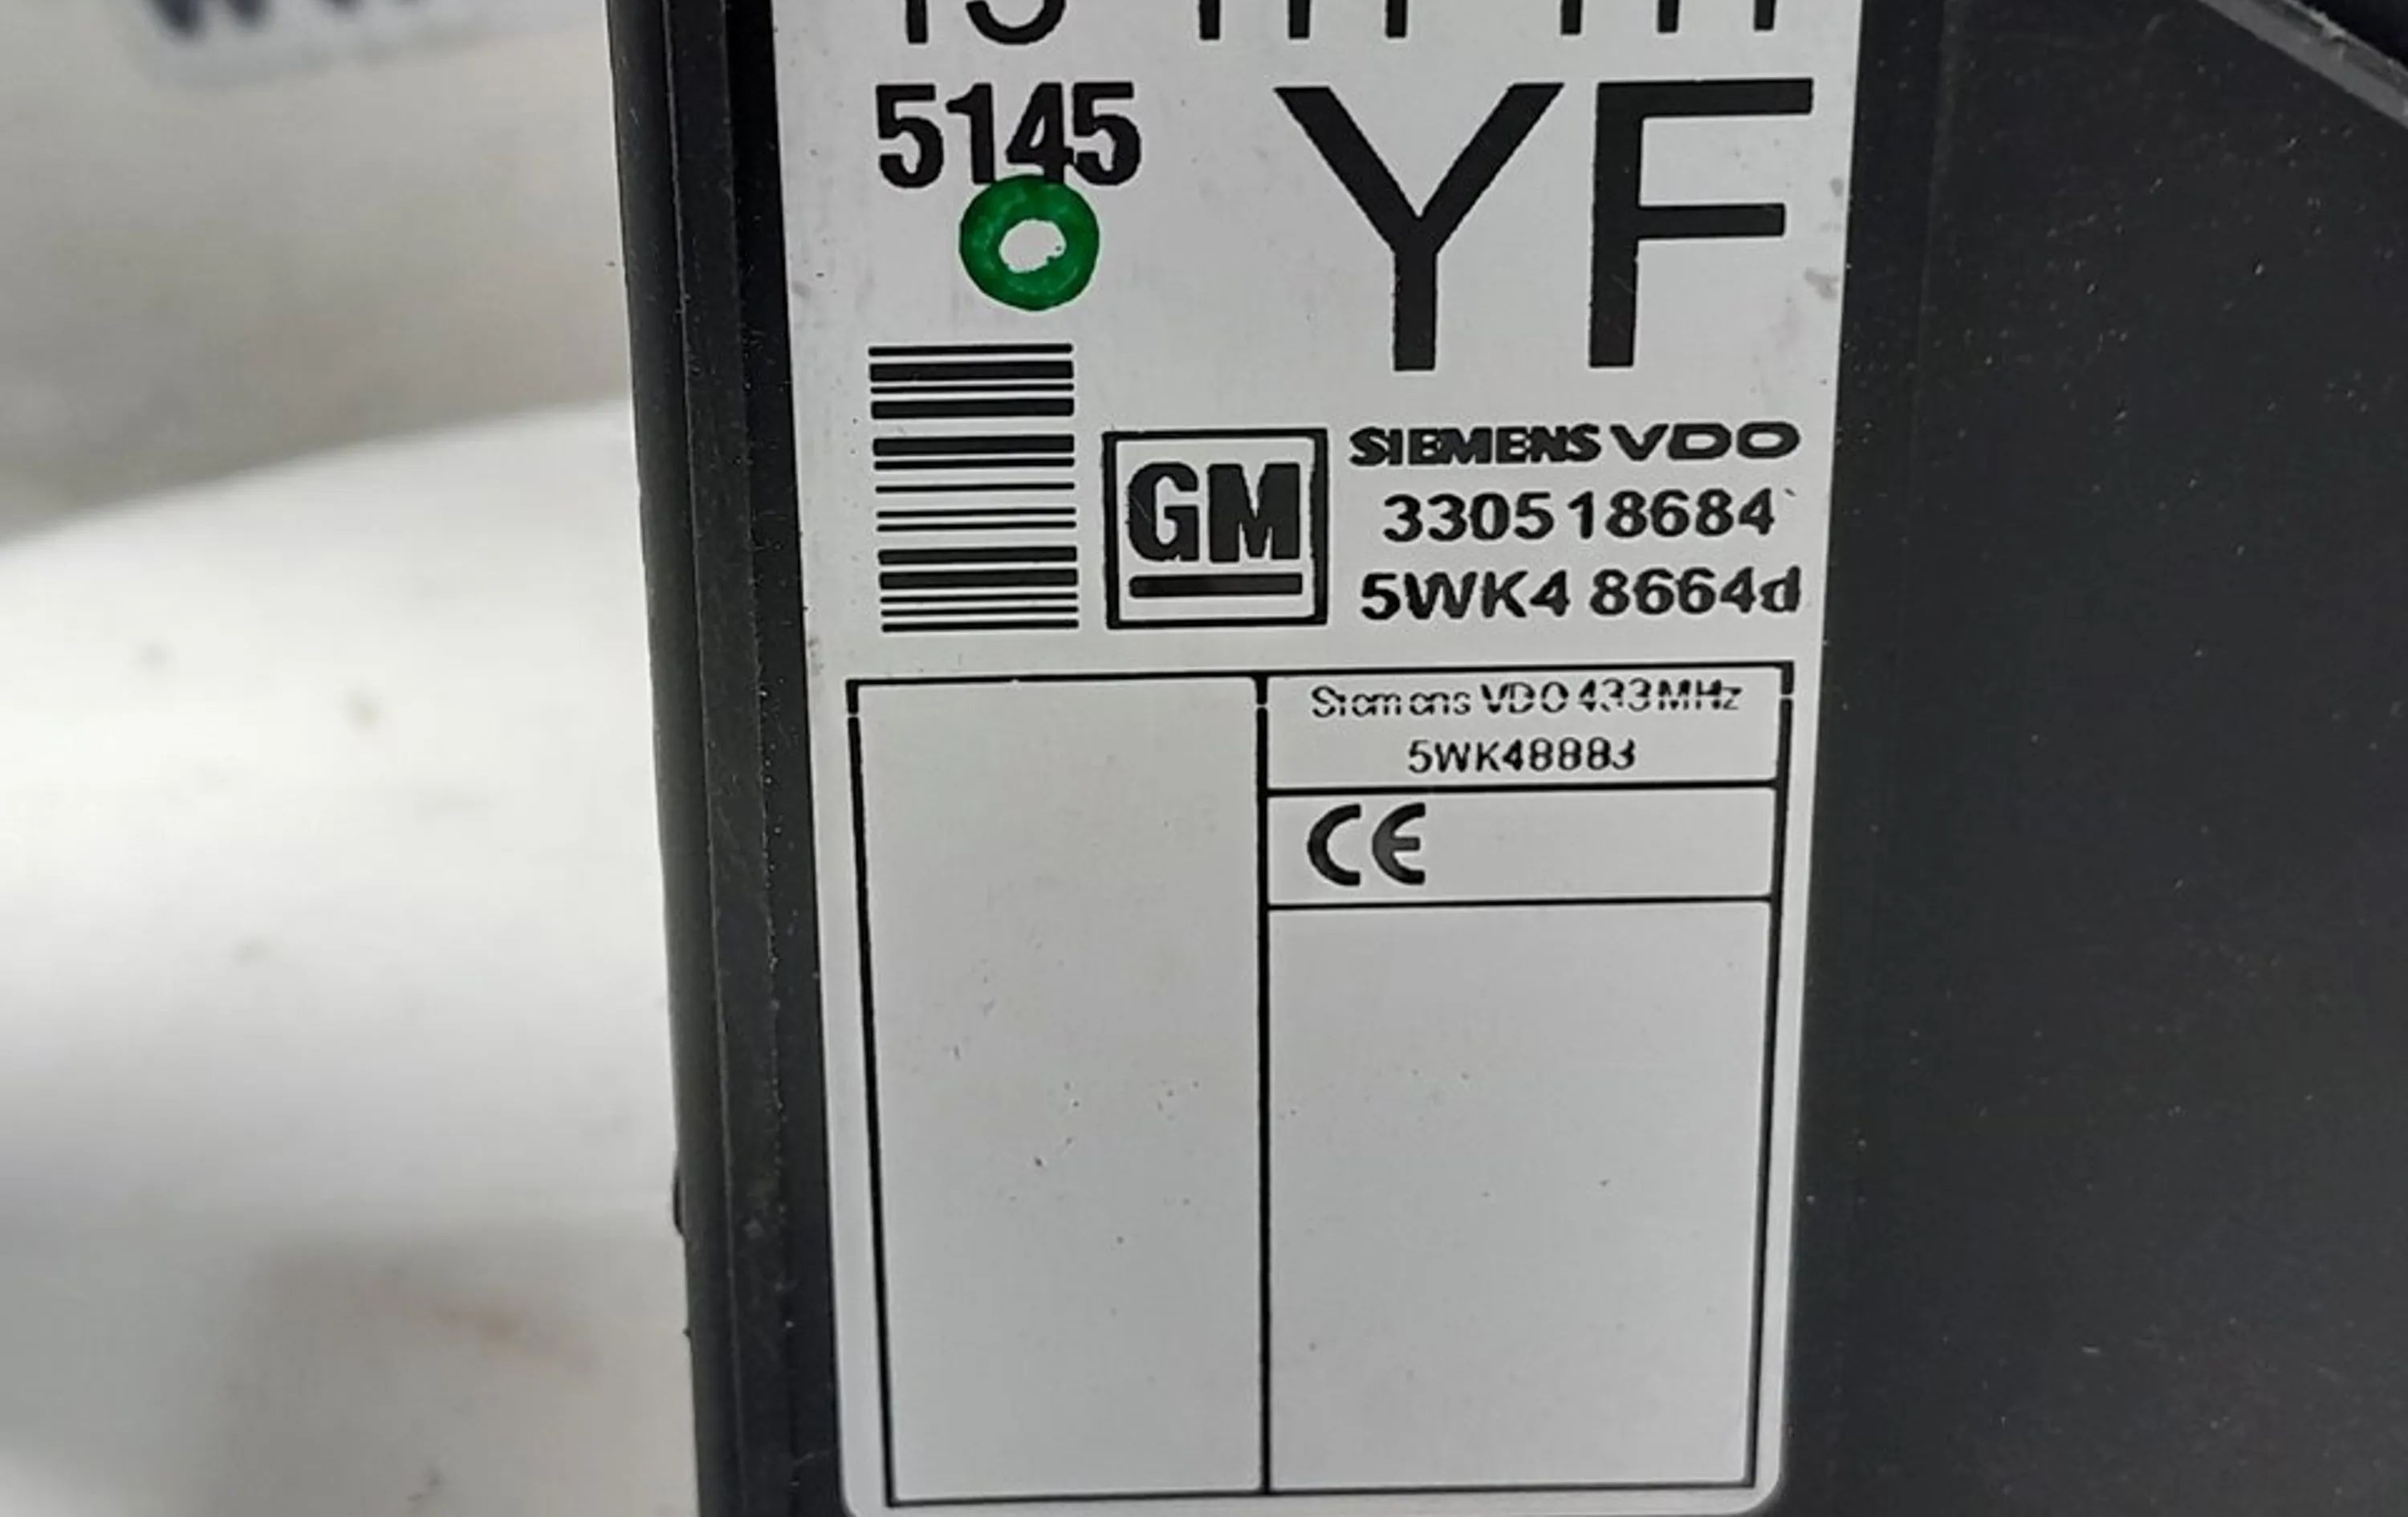 5145
YF
SIEMENS VDO
330518684
GM
5WK4 8664d
Siemens VDO 433MHz
5WK48883
CE